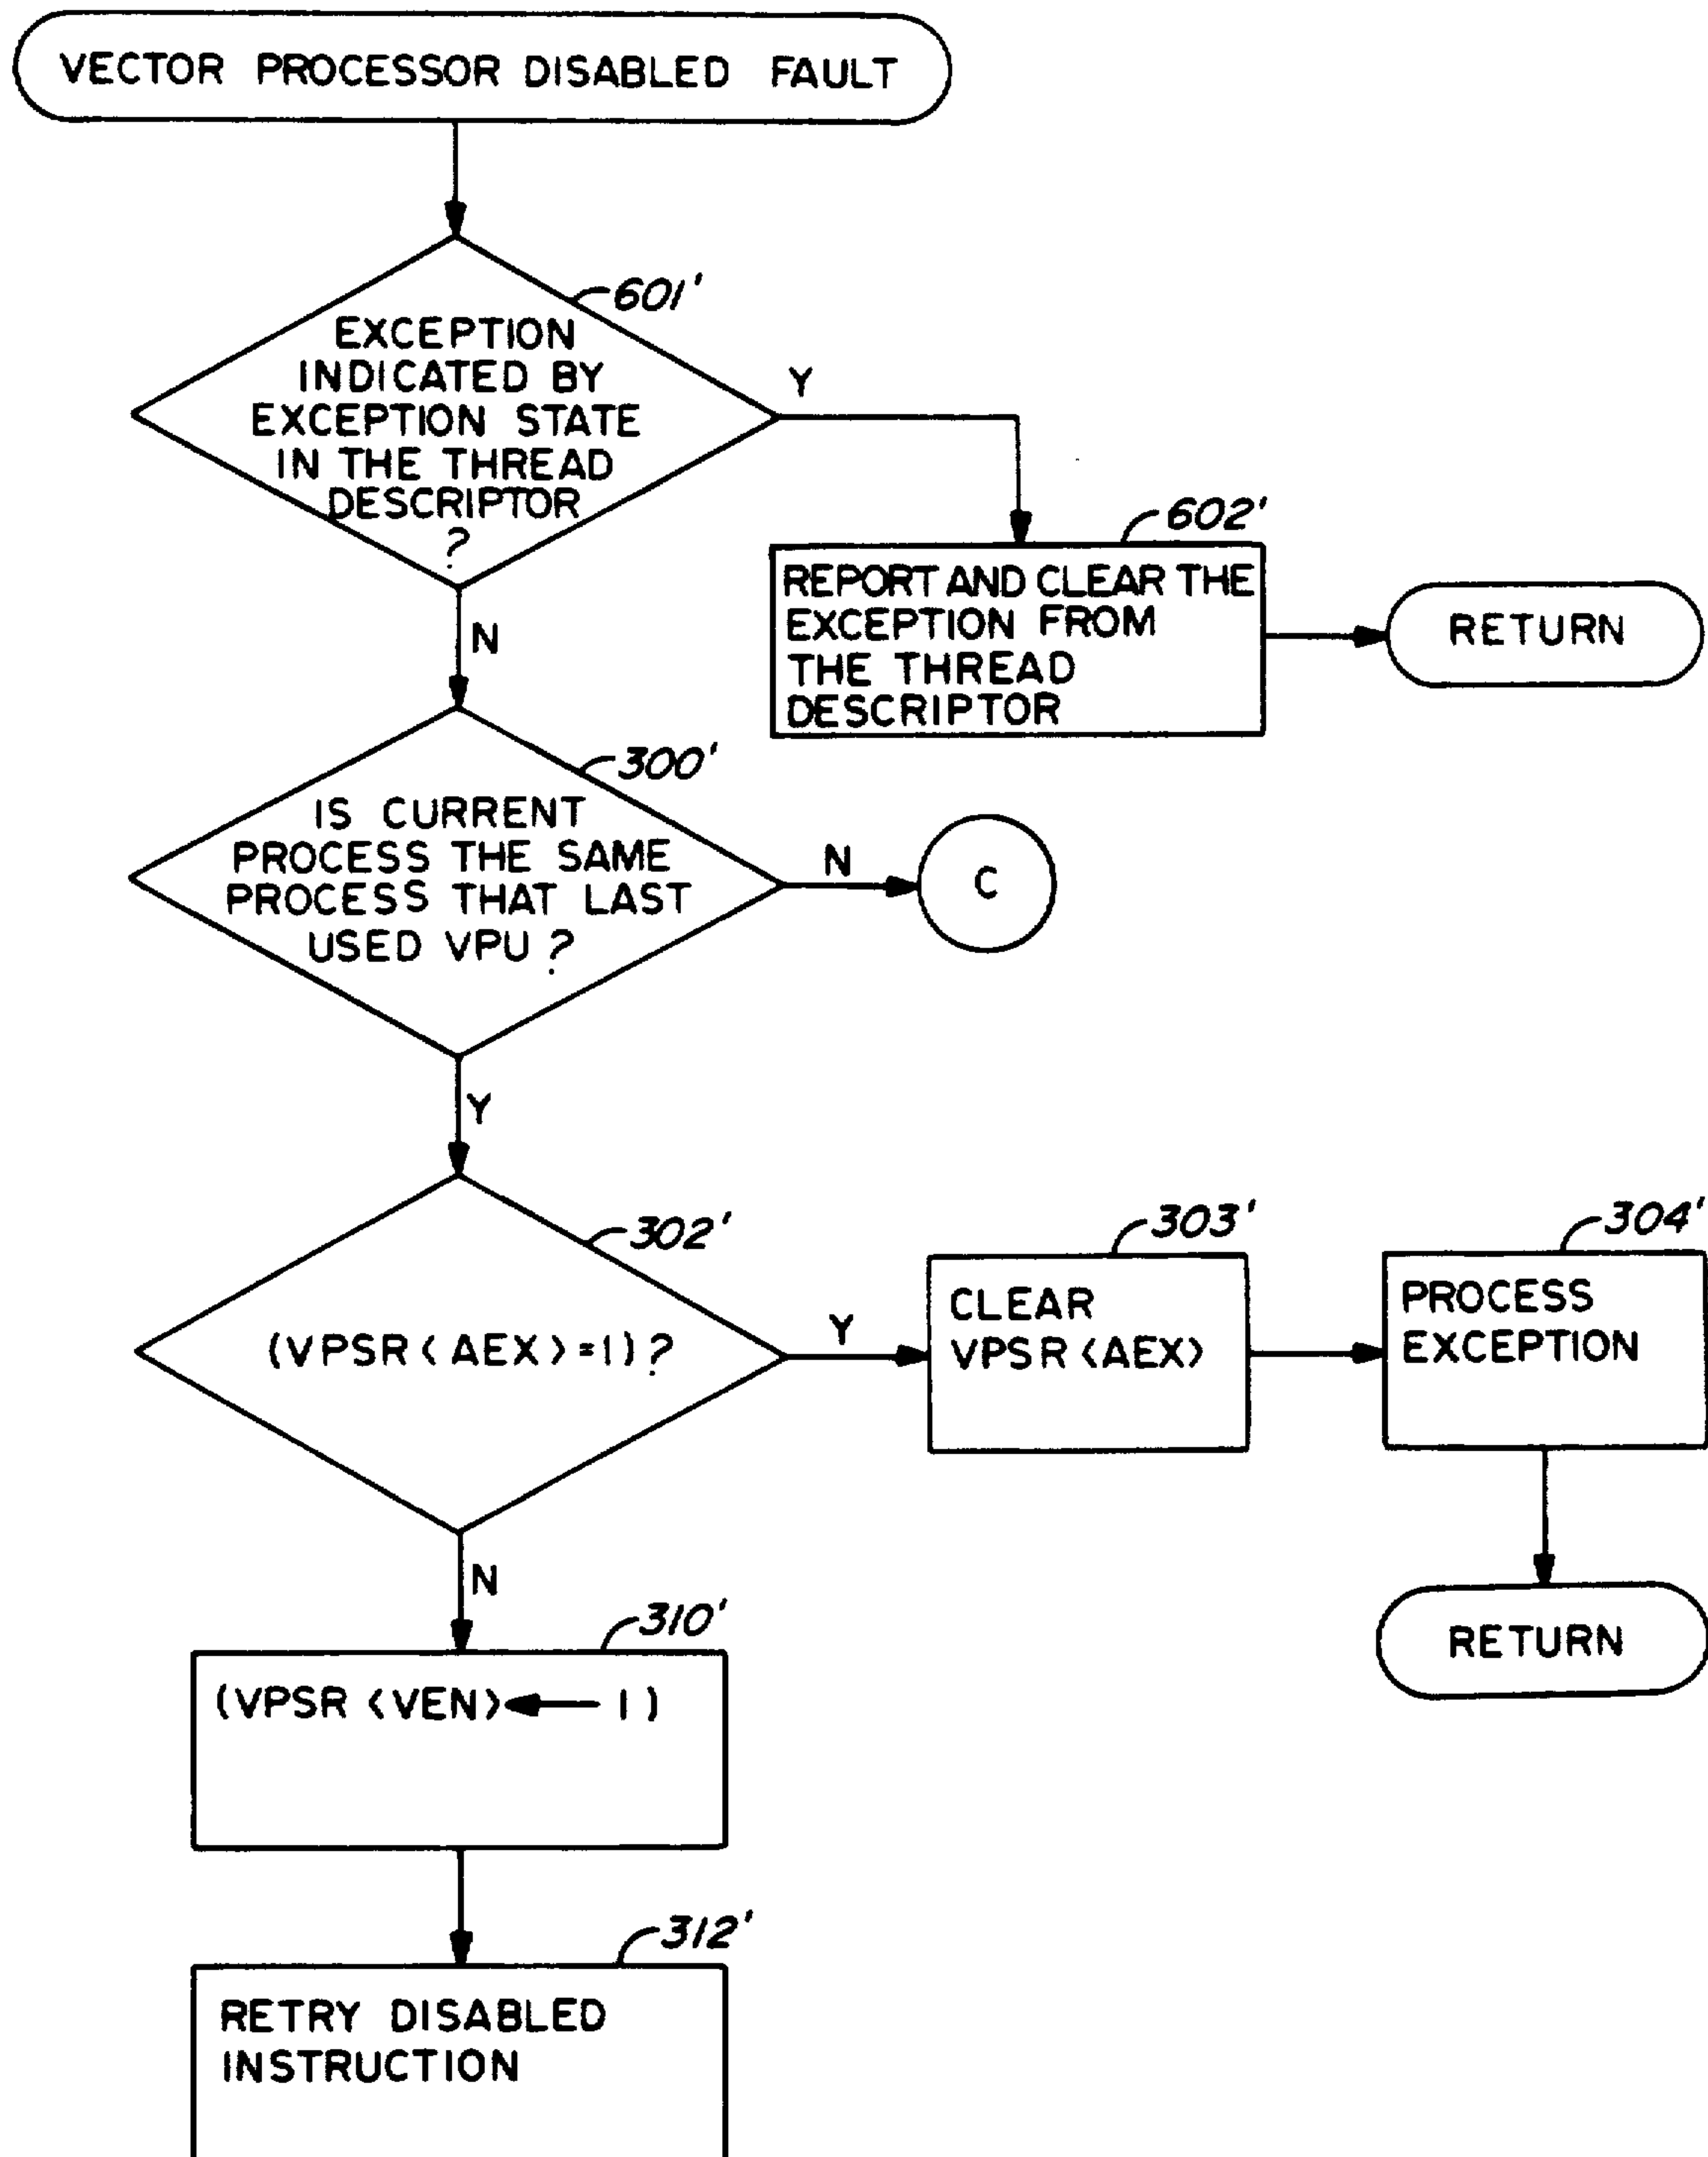 VECTOR PROCESSOR DISABLED FAULT
601'
EXCEPTION
INDICATED BY
EXCEPTION STATE
IN THE THREAD
DESCRIPTOR
?
Y
602'
REPORT AND CLEAR THE
EXCEPTION FROM
THE THREAD
DESCRIPTOR
RETURN
N
300'
IS CURRENT
PROCESS THE SAME
PROCESS THAT LAST
USED VPU ?
N
C
Y
302'
(VPSR<AEX>=1)?
Y
303'
CLEAR
VPSR<AEX>
304'
PROCESS
EXCEPTION
RETURN
N
310'
(VPSR <VEN>← 1)
312'
RETRY DISABLED
INSTRUCTION